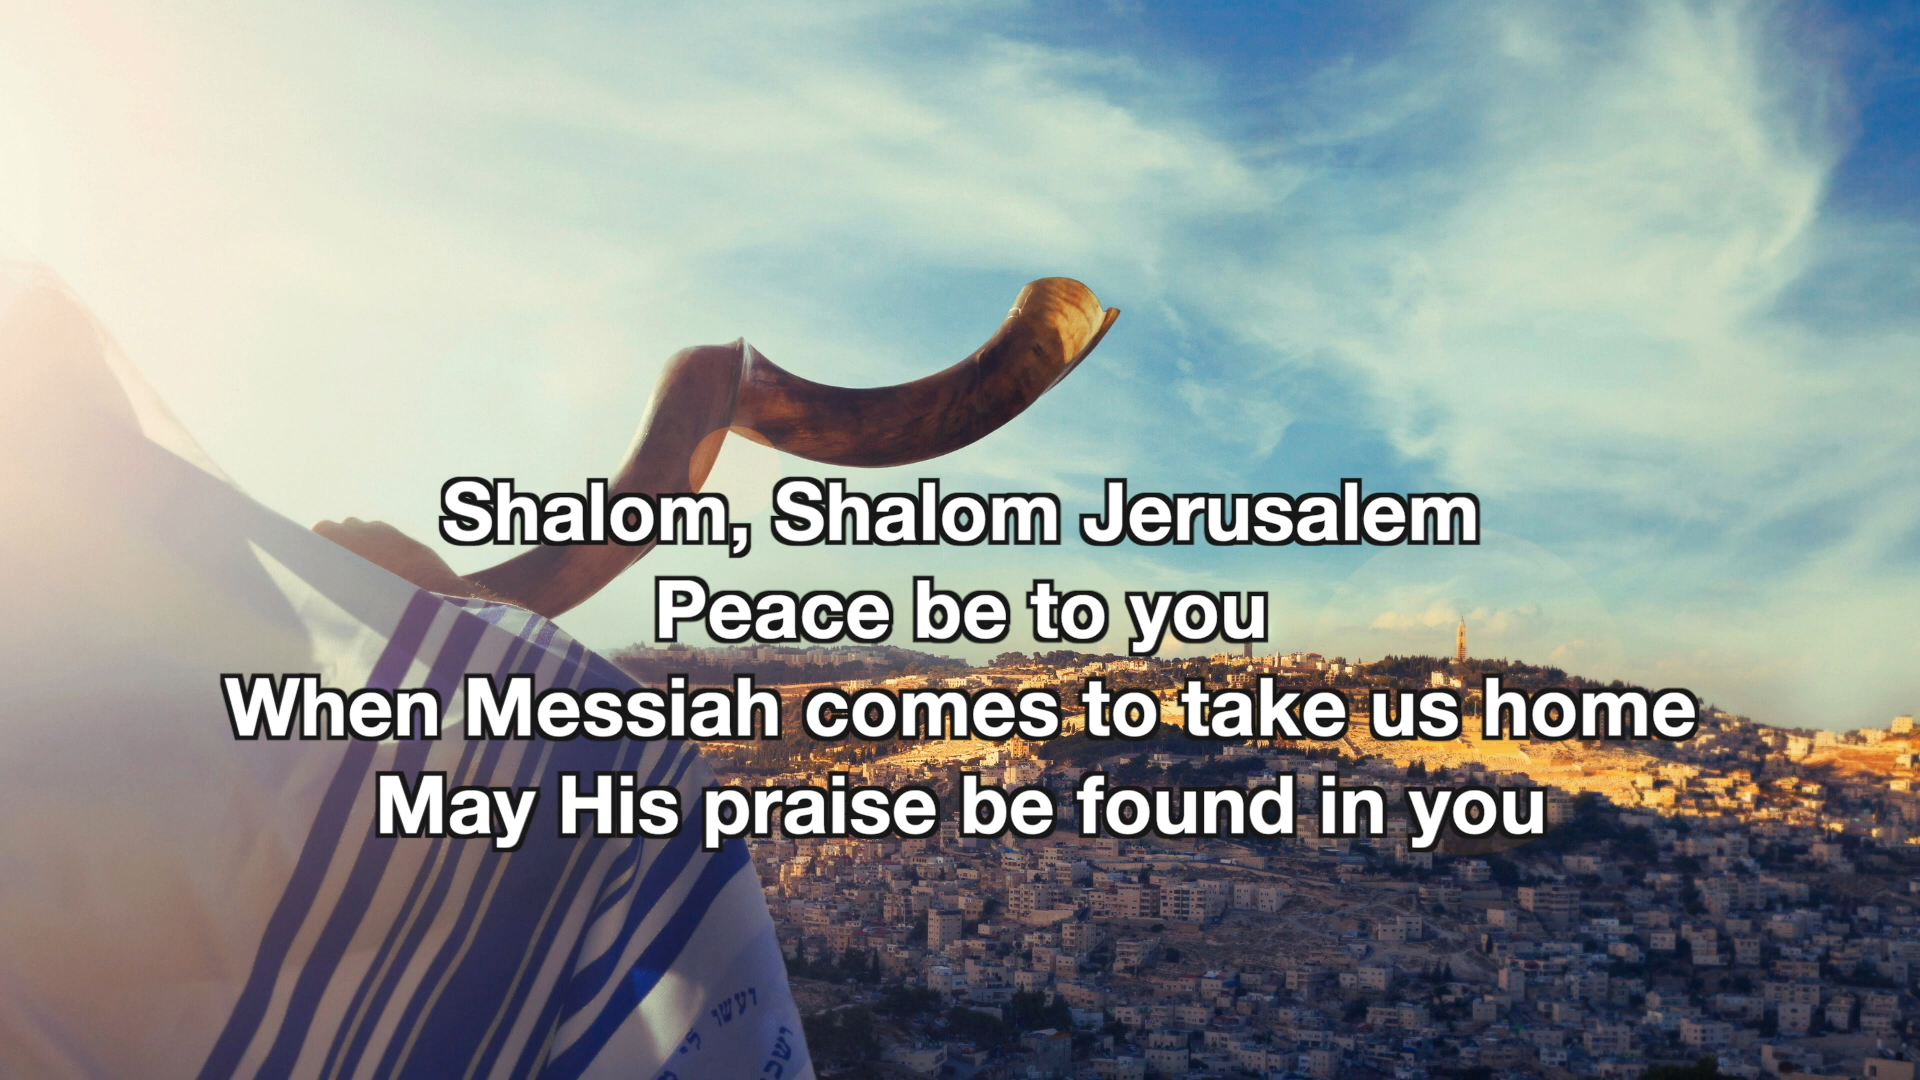 Shalom, Shalom Jerusalem
Peace be to you
When Messiah comes to take us home
May His praise be found in you
ועשו